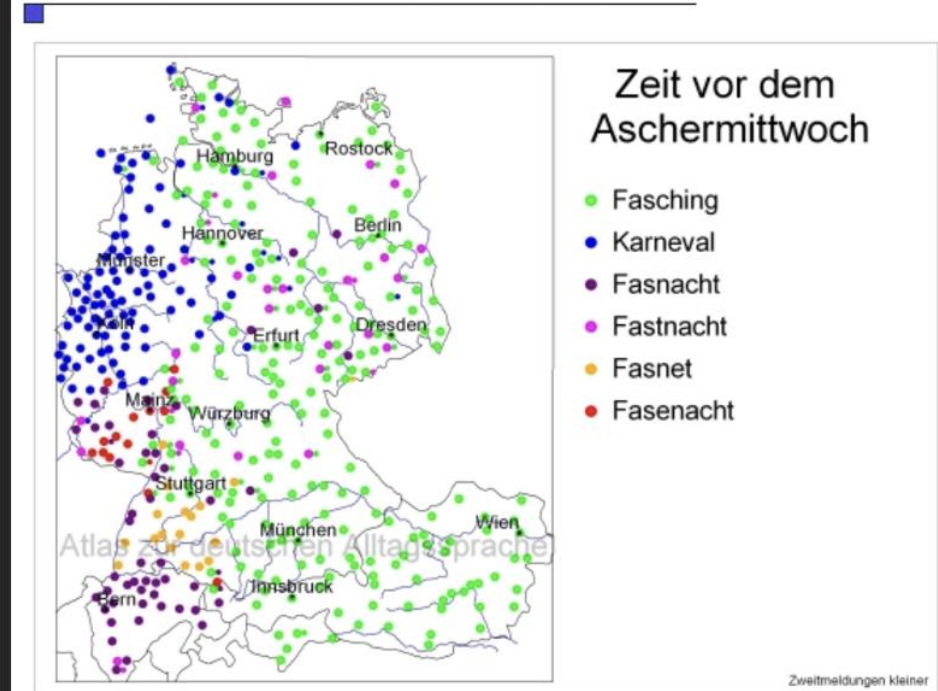 Zeit vor dem
Aschermittwoch
Fasching
Karneval
Fasnacht
Fastnacht
Fasnet
Fasenacht
Hamburg
Rostock
Hannover
Berlin
Münster
Köln
Erfurt
Dresden
Mainz
Würzburg
Stuttgart
München
Wien
Atlas zur deutschen Alltagssprache
Innsbruck
Bern
Zweitmeldungen kleiner